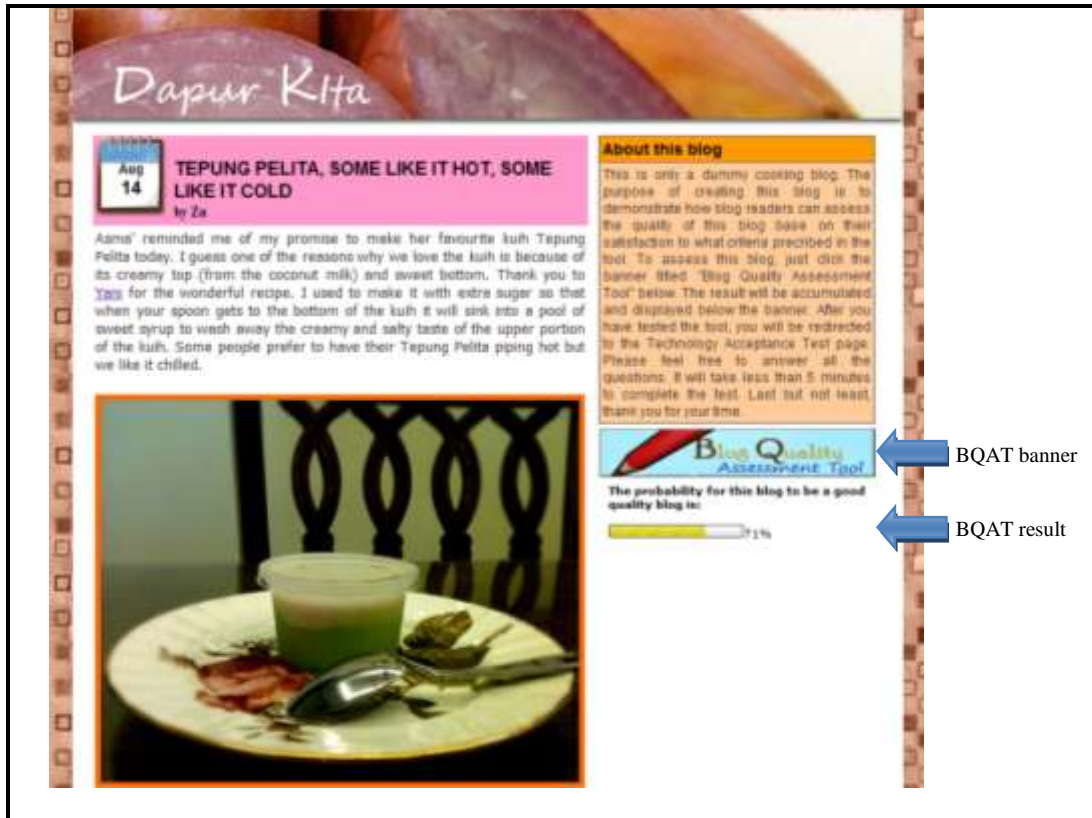 Dapur KIta
Aug
14
TEPUNG PELITA, SOME LIKE IT HOT, SOME
LIKE IT COLD
by Za
Asma' reminded me of my promise to make her favourite kuih Tepung
Pelita today. I guess one of the reasons why we love the kuih is because of
its creamy top (from the coconut milk) and sweet bottom. Thank you to
for the wonderful recipe. I used to make it with extra sugar so that
when your spoon gets to the bottom of the kuih it will sink into a pool of
sweet syrup to wash away the creamy and salty taste of the upper portion
of the kuih. Some people prefer to have their Tepung Pelita piping hot but
we like it chilled.
About this blog
This is only a dummy cooking blog. The
purpose of creating this blog is to
demonstrate how blog readers can assess
the quality of this blog base on their
satisfaction to what criteria precribed in the
tool. To assess this blog, just click the
banner titled "Blog Quality Assessment
Tool" below. The result will be accumulated
and displayed below the banner. After you
have tested the tool, you will be redirected
to the Technology Acceptance Test page.
Please feel free to answer all the
questions. It will take less than 5 minutes
to complete the test. Last but not least,
thank you for your time.
Blog Quality
Assessment Tool
BQAT banner
The probability for this blog to be a good
quality blog is:
71%
BQAT result